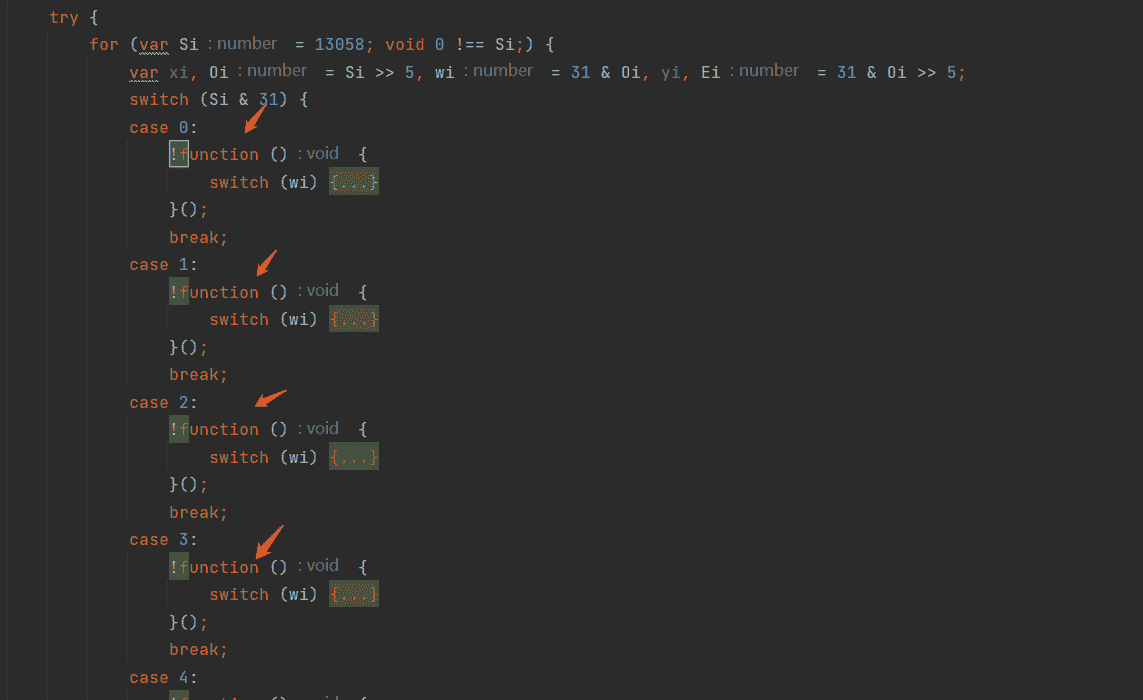 try {
for (var Si : number = 13058; void 0 !== Si;) {
var xi, Oi : number = Si >> 5, wi : number = 31 & Oi, yi, Ei : number = 31 & Oi >> 5;
switch (Si & 31) {
case 0:
!function () : void {
switch (wi) {...}
}();
break;
case 1:
!function () : void {
switch (wi) {...}
}();
break;
case 2:
!function () : void {
switch (wi) {...}
}();
break;
case 3:
!function () : void {
switch (wi) {...}
}();
break;
case 4: